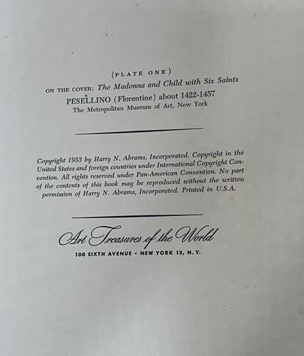 (PLATE ONE)
ON THE COVER: The Madonna and Child with Six Saints
PESELLINO (Florentine) about 1422-1457
The Metropolitan Museum of Art, New York
Copyright 1953 by Harry N. Abrams, Incorporated. Copyright in the
United States and foreign countries under International Copyright Con-
vention. All rights reserved under Pan-American Convention. No part
of the contents of this book may be reproduced without the written
permission of Harry N. Abrams, Incorporated. Printed in U.S.A.
Art Treasures of the World
100 SIXTH AVENUE • NEW YORK 13, N. Y.